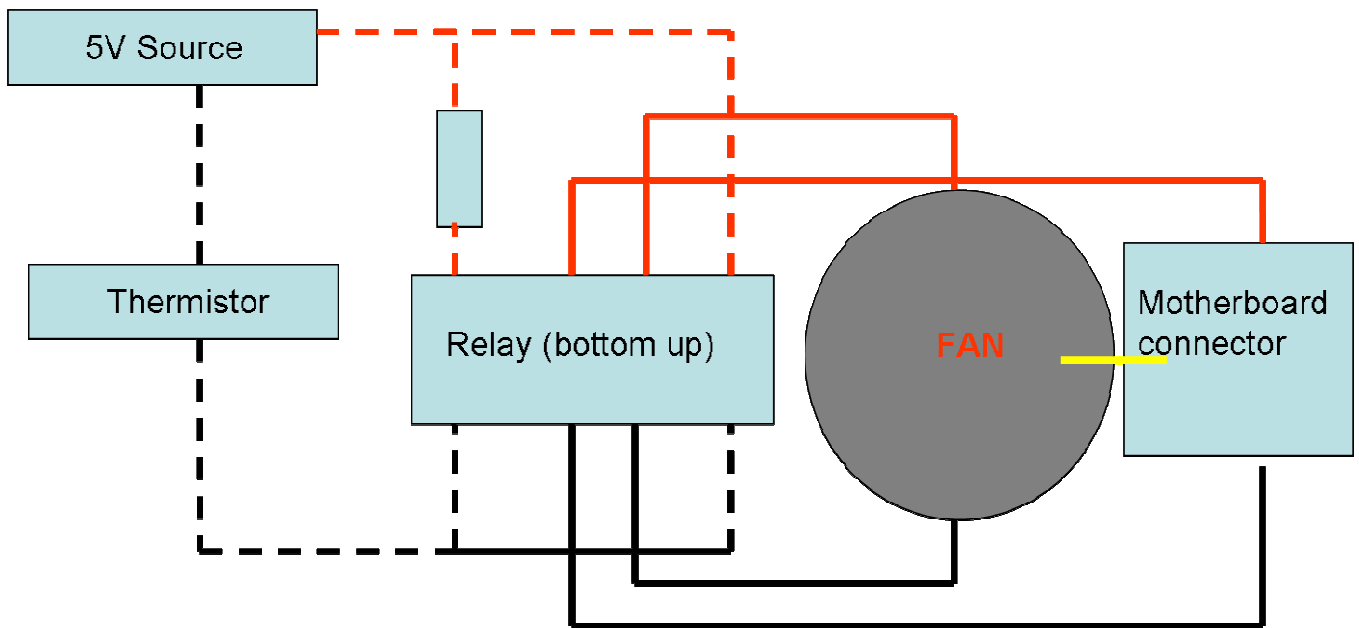 5V Source
Thermistor
Relay (bottom up)
FAN
Motherboard
connector